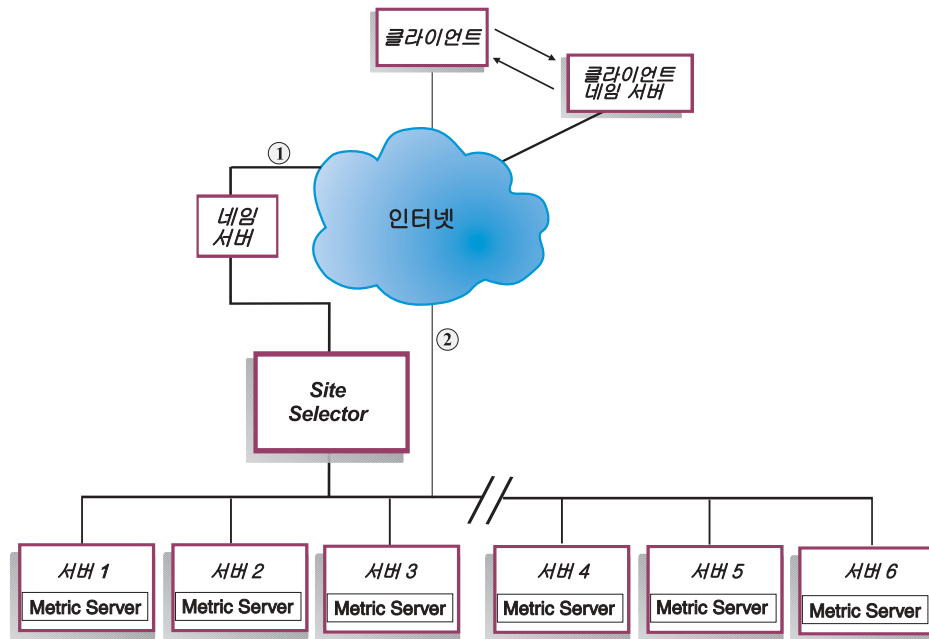 클라이언트
클라이언트
네임 서버
①
네임
서버
인터넷
②
Site
Selector
서버 1
Metric Server
서버 2
Metric Server
서버 3
Metric Server
서버 4
Metric Server
서버 5
Metric Server
서버 6
Metric Server